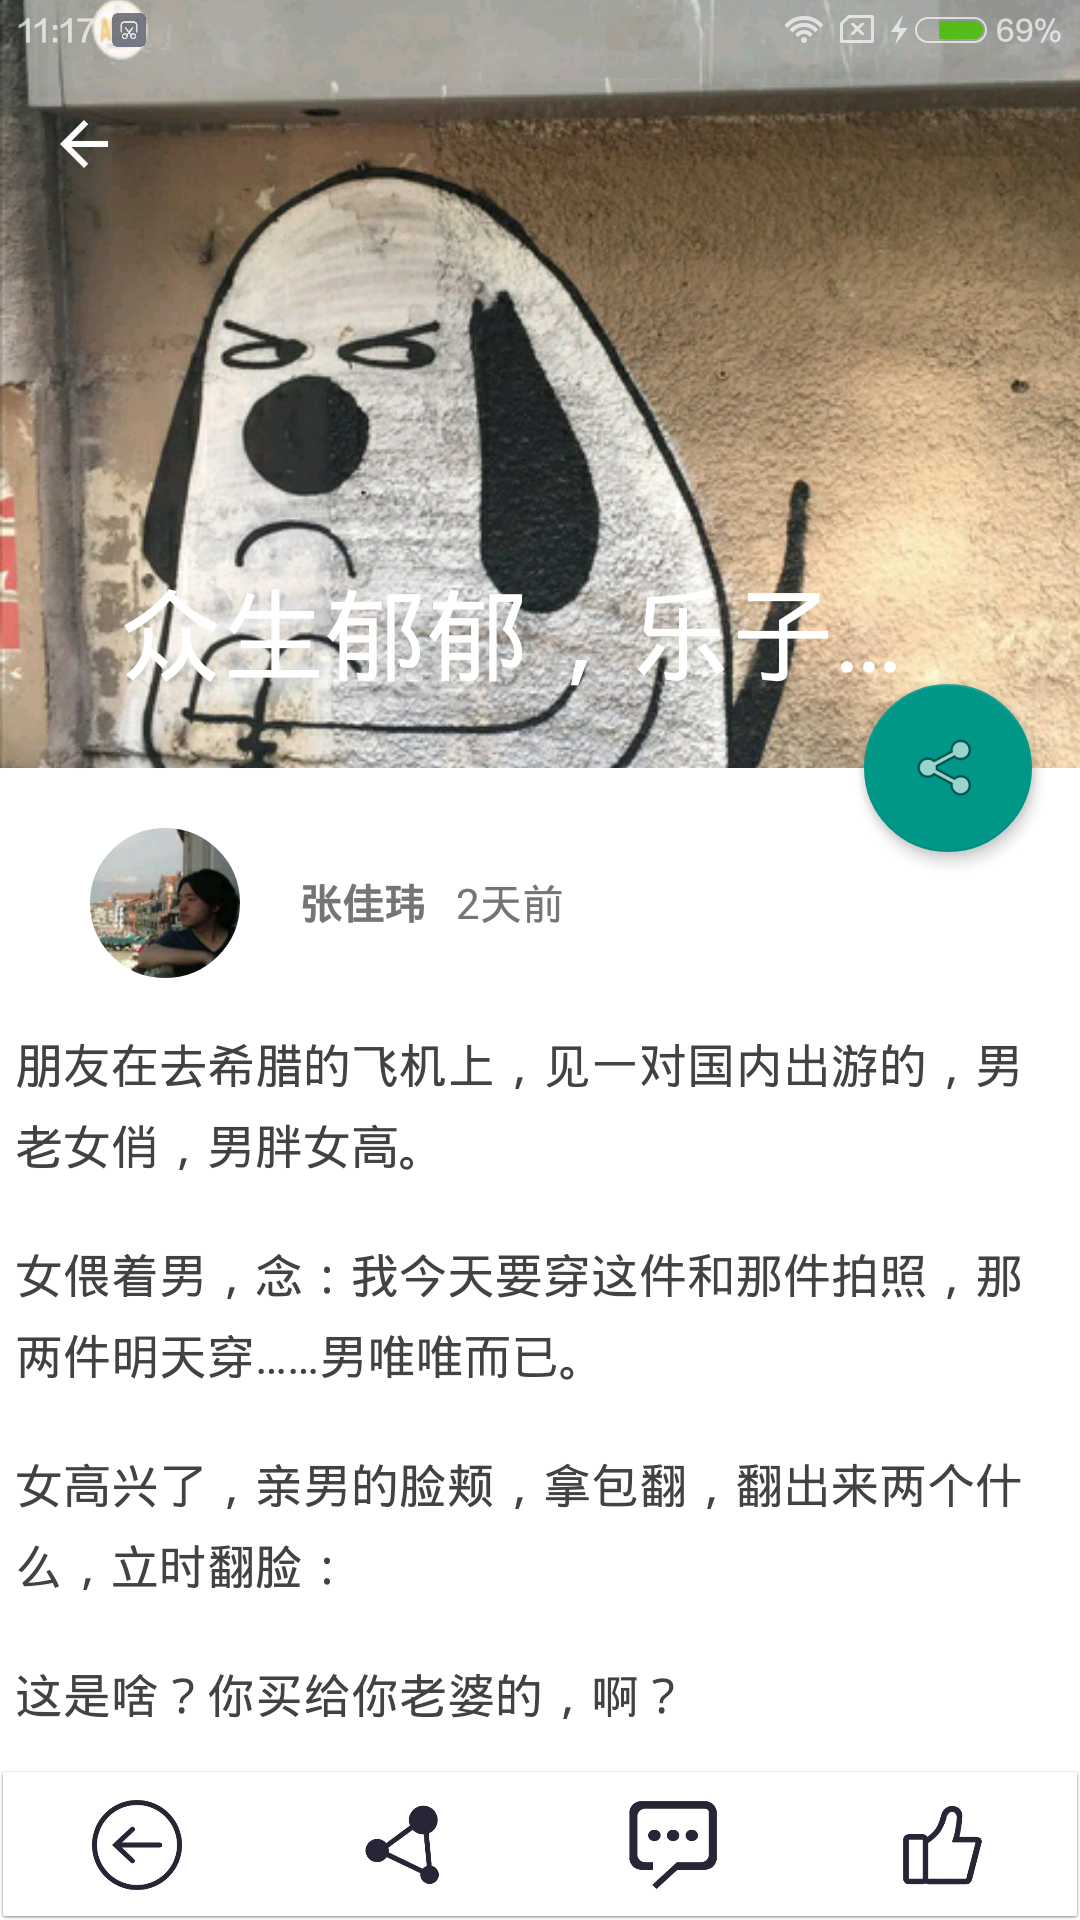 11:17
69%
众生郁郁，乐子...
张佳玮 2天前
朋友在去希腊的飞机上，见一对国内出游的，男
老女俏，男胖女高。
女偎着男，念：我今天要穿这件和那件拍照，那
两件明天穿……男唯唯而已。
女高兴了，亲男的脸颊，拿包翻，翻出来两个什
么，立时翻脸：
这是啥？你买给你老婆的，啊？